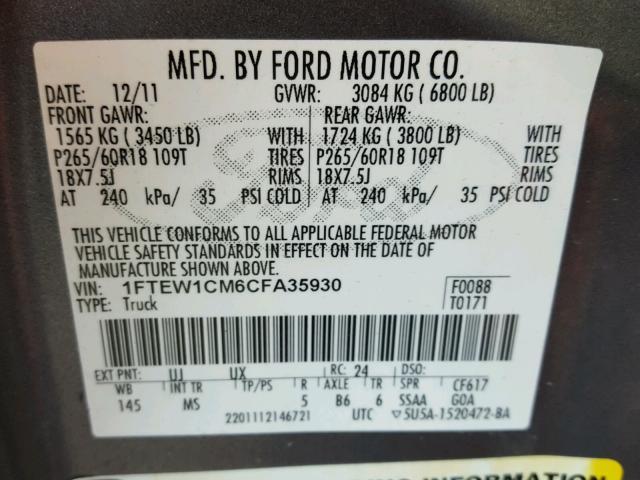 MFD. BY FORD MOTOR CO.
DATE: 12/11 GVWR: 3084 KG ( 6800 LB)
FRONT GAWR: REAR GAWR:
1565 KG ( 3450 LB) WITH 1724 KG ( 3800 LB) WITH
P265/60R18 109T TIRES P265/60R18 109T TIRES
18X7.5J RIMS 18X7.5J RIMS
AT 240 kPa/ 35 PSI COLD AT 240 kPa/ 35 PSI COLD
Ford
THIS VEHICLE CONFORMS TO ALL APPLICABLE FEDERAL MOTOR
VEHICLE SAFETY STANDARDS IN EFFECT ON THE DATE OF
MANUFACTURE SHOWN ABOVE.
VIN: 1FTEW1CM6CFA35930 F0088
TYPE: Truck T0171
EXT PNT: UJ UX RC: 24 DSO:
WB INT TR TP/PS R AXLE TR SPR CF617
145 MS 5 B6 6 SSAA GOA
2201112146721 UTC ▽5U5A-1520472-BA
INFORMATION